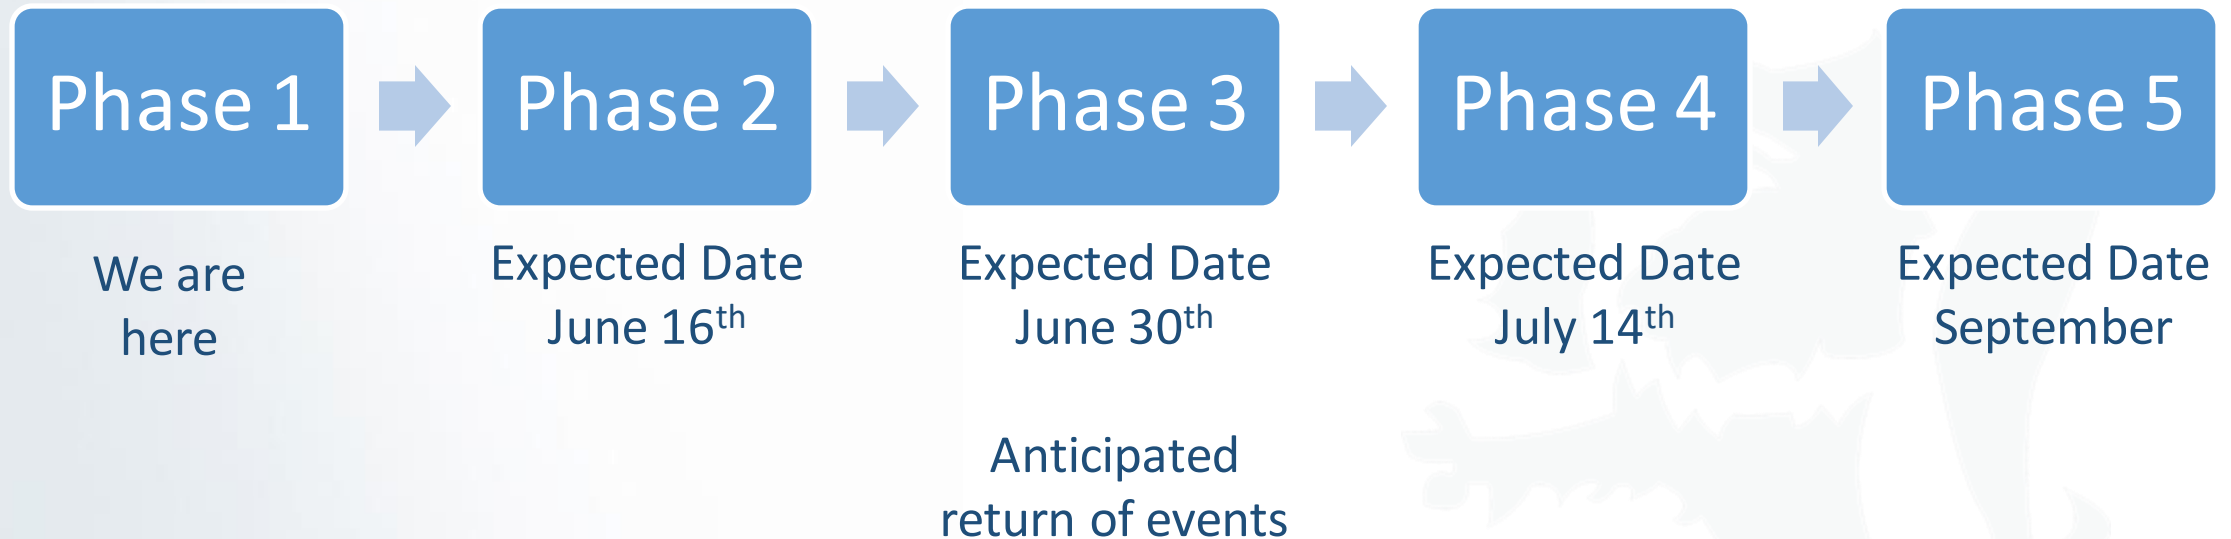 Phase 1
Phase 2
Phase 3
Phase 4
Phase 5
We are
here
Expected Date
June 16th
Expected Date
June 30th
Anticipated
return of events
Expected Date
July 14th
Expected Date
September